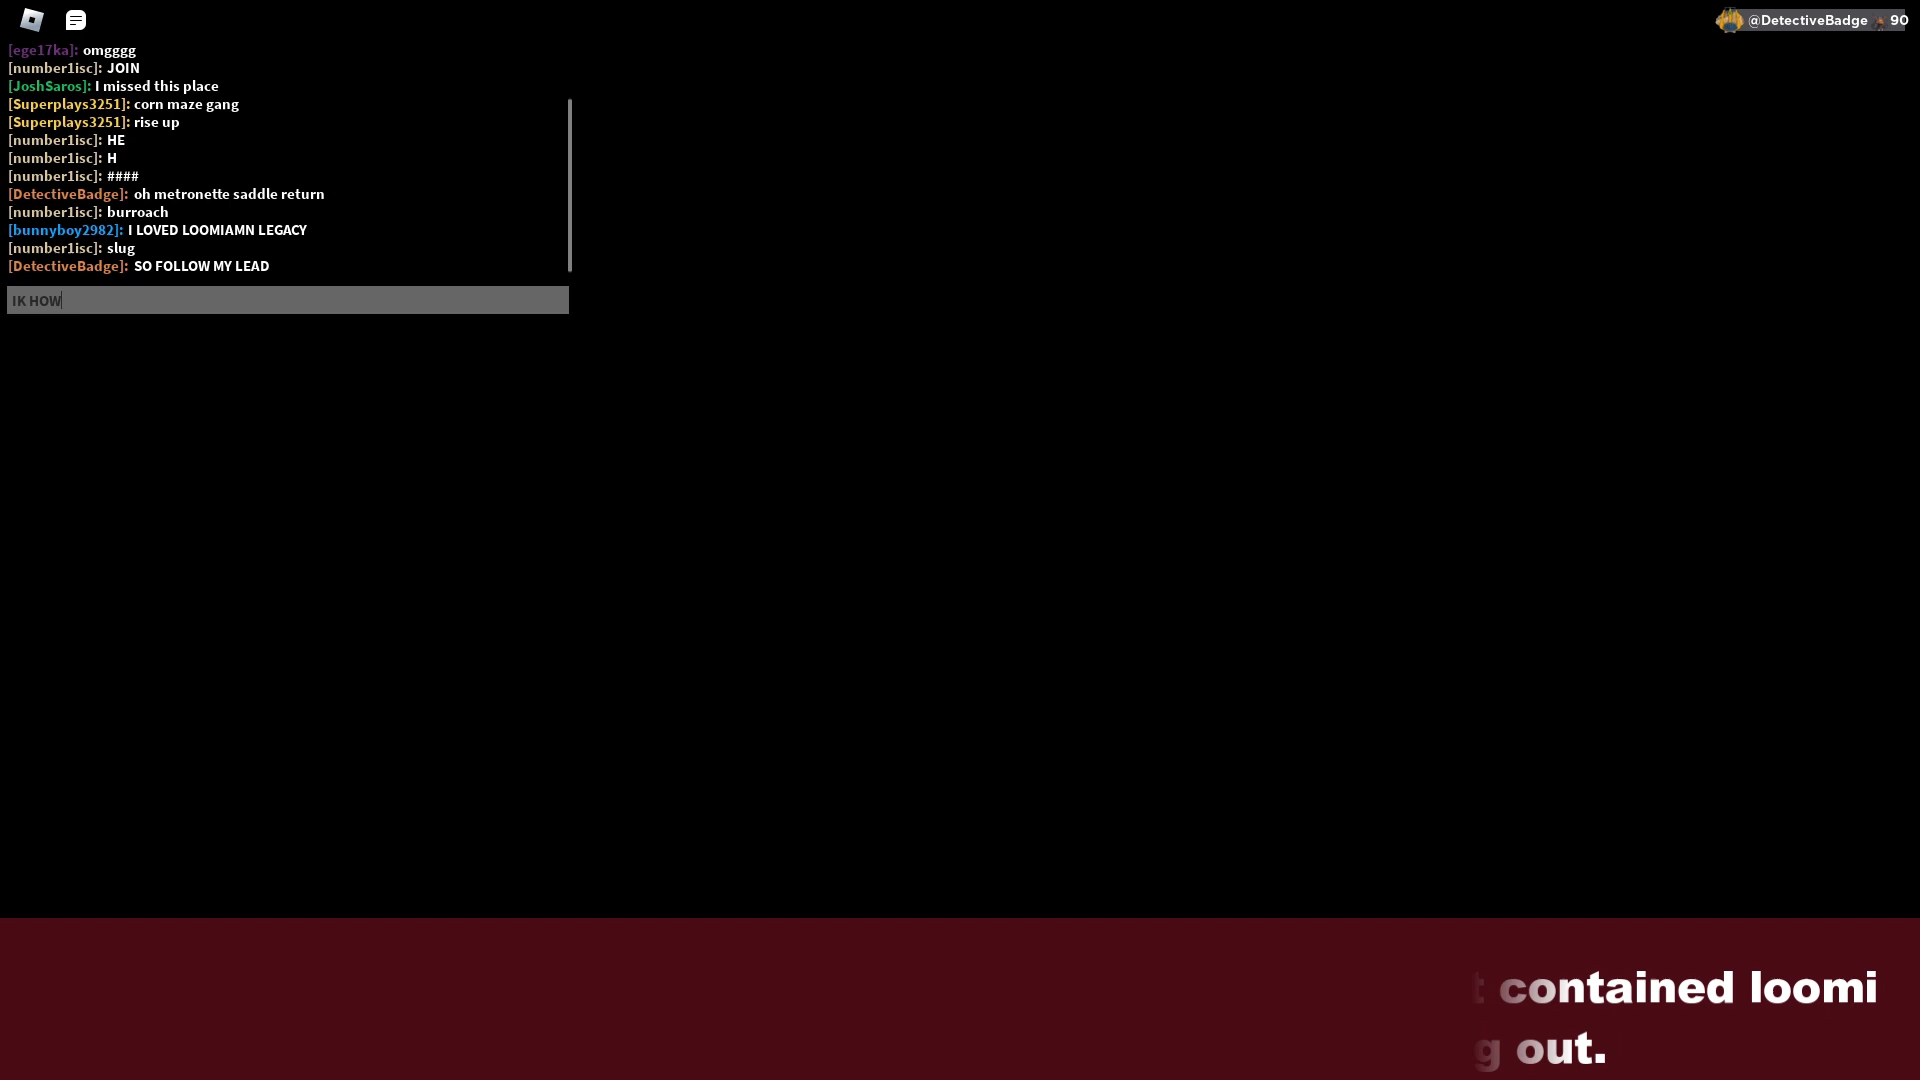 @DetectiveBadge 90
[ege17ka]: omgggg
[number1isc]: JOIN
[JoshSaros]: I missed this place
[Superplays3251]: corn maze gang
[Superplays3251]: rise up
[number1isc]: HE
[number1isc]: H
[number1isc]: ####
[DetectiveBadge]: oh metronette saddle return
[number1isc]: burroach
[bunnyboy2982]: I LOVED LOOMIAMN LEGACY
[number1isc]: slug
[DetectiveBadge]: SO FOLLOW MY LEAD
IK HOW
t contained loomi
g out.